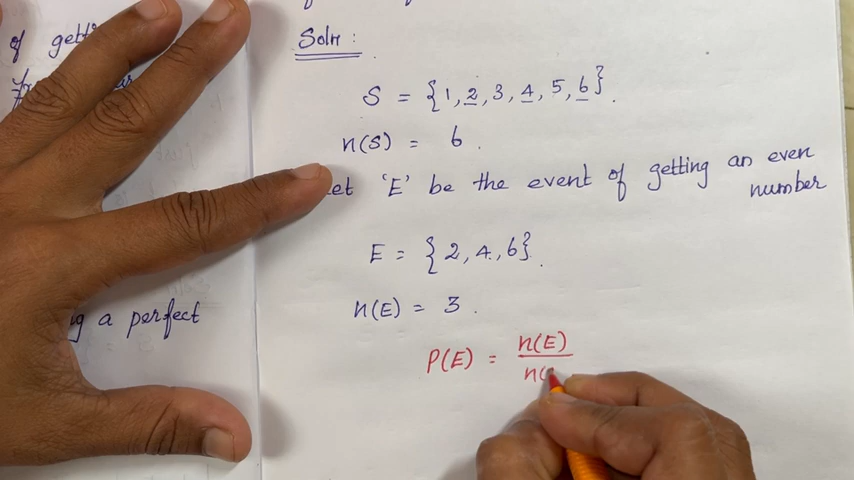 of getti
Soln :
S = {1, 2, 3, 4, 5, 6}.
n(S) = 6.
'E' be the event of getting an even
number
E = {2, 4, 6}.
n(E) = 3.
a perfect
P(E) = n(E)
n(